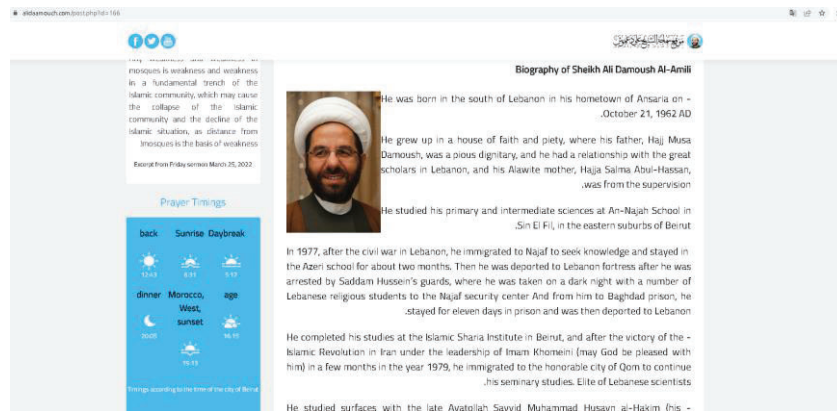 alidaamouch.com/post.php?id=166
mosques is weakness and weakness
in a fundamental trench of the
Islamic community, which may cause
the collapse of the Islamic
community and the decline of the
Islamic situation, as distance from
!mosques is the basis of weakness
Excerpt from Friday sermon March 25, 2022
Prayer Timings
back Sunrise Daybreak
12:43 6:31 5:12
dinner Morocco, age
West,
sunset
20:05 16:15
Timings according to the time of the city of Beirut
Biography of Sheikh Ali Damoush Al-Amili
He was born in the south of Lebanon in his hometown of Ansaria on -
.October 21, 1962 AD
He grew up in a house of faith and piety, where his father, Hajj Musa
Damoush, was a pious dignitary, and he had a relationship with the great
scholars in Lebanon, and his Alawite mother, Hajja Salma Abul-Hassan,
.was from the supervision
He studied his primary and intermediate sciences at An-Najah School in
.Sin El Fil, in the eastern suburbs of Beirut
In 1977, after the civil war in Lebanon, he immigrated to Najaf to seek knowledge and stayed in
the Azeri school for about two months. Then he was deported to Lebanon fortress after he was
arrested by Saddam Hussein's guards, where he was taken on a dark night with a number of
Lebanese religious students to the Najaf security center And from him to Baghdad prison, he
.stayed for eleven days in prison and was then deported to Lebanon
He completed his studies at the Islamic Sharia Institute in Beirut, and after the victory of the -
Islamic Revolution in Iran under the leadership of Imam Khomeini (may God be pleased with
him) in a few months in the year 1979, he immigrated to the honorable city of Qom to continue
.his seminary studies. Elite of Lebanese scientists
He studied surfaces with the late Ayatollah Sayyid Muhammad Husayn al-Hakim (his -